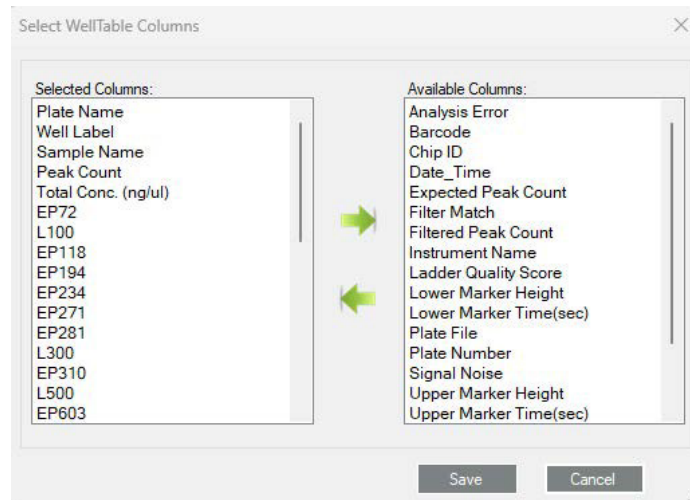 Select WellTable Columns
Selected Columns:
Plate Name
Well Label
Sample Name
Peak Count
Total Conc. (ng/ul)
EP72
L100
EP118
EP194
EP234
EP271
EP281
L300
EP310
L500
EP603
Available Columns:
Analysis Error
Barcode
Chip ID
Date_Time
Expected Peak Count
Filter Match
Filtered Peak Count
Instrument Name
Ladder Quality Score
Lower Marker Height
Lower Marker Time(sec)
Plate File
Plate Number
Signal Noise
Upper Marker Height
Upper Marker Time(sec)
Save
Cancel